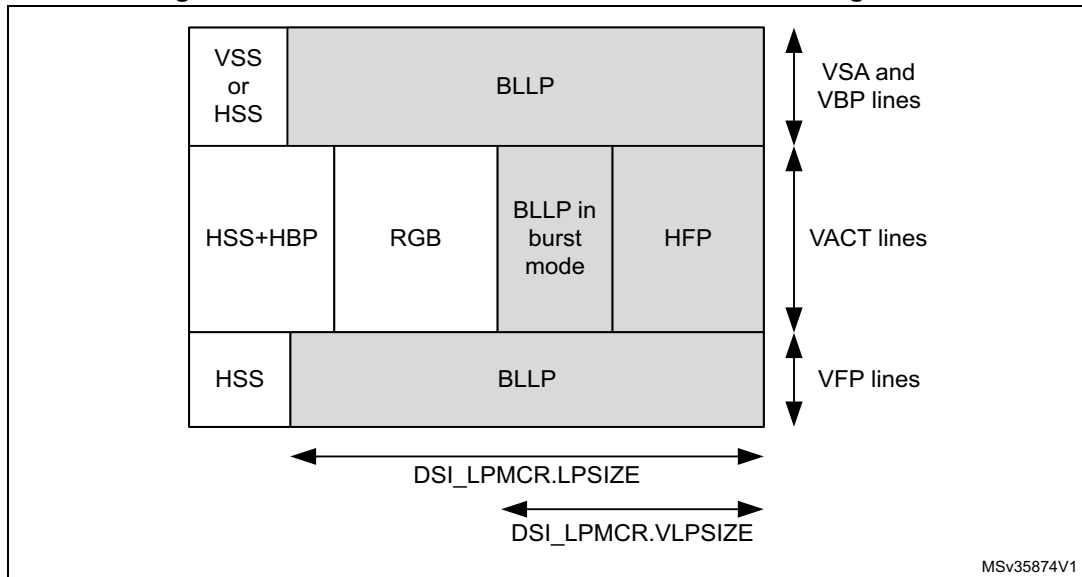 VSS
or
HSS
BLLP
VSA and
VBP lines
HSS+HBP
RGB
BLLP in
burst
mode
HFP
VACT lines
HSS
BLLP
VFP lines
DSI_LPMCR.LPSIZE
DSI_LPMCR.VLPSIZE
MSv35874V1